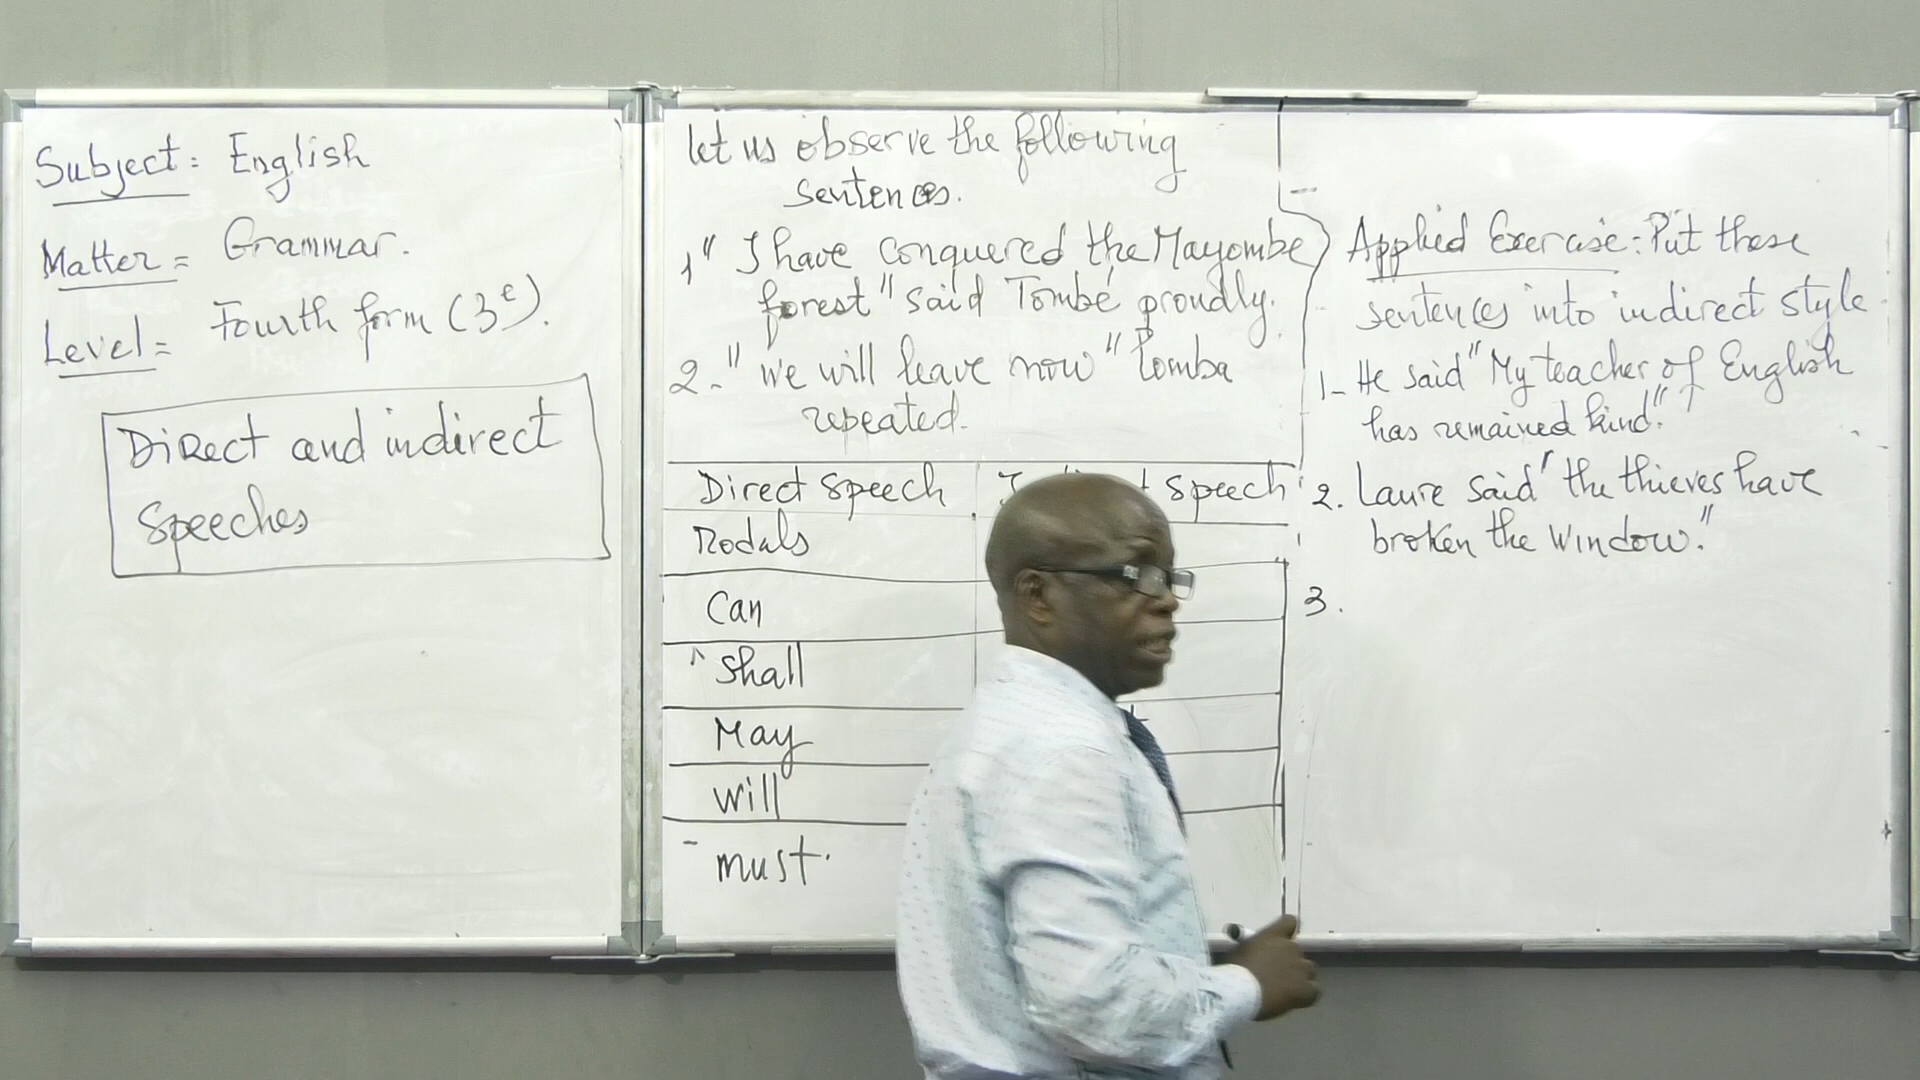 Subject: English
Matter = Grammar.
Level = Fourth form (3e).
Direct and indirect
Speeches
let us observe the following
sentences.
1" I have conquered the Mayombe
forest" said Tombé proudly.
2-" we will leave now" tomba
repeated.
Direct Speech
speech
Modals
Can
Shall
May
will
- must.
Applied Exercise: Put these
sentences into indirect style
1- He said "My teacher of English
has remained kind".
2. Laure said "the thieves have
broken the window."
3.